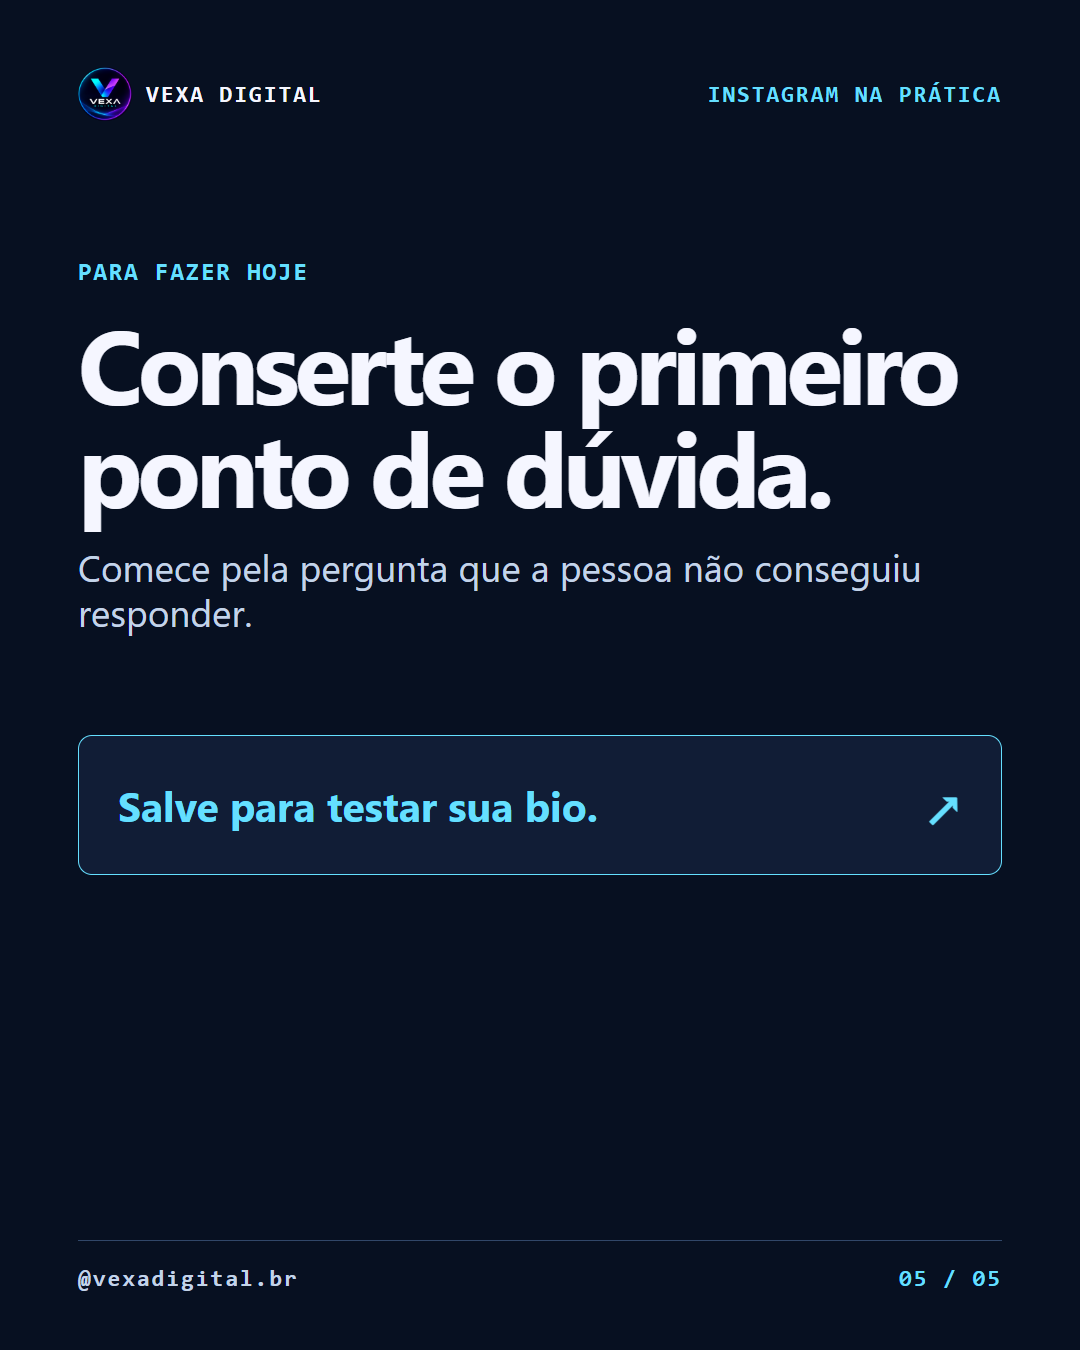 VEXA
VEXA DIGITAL
INSTAGRAM NA PRÁTICA
PARA FAZER HOJE
Conserte o primeiro
ponto de dúvida.
Comece pela pergunta que a pessoa não conseguiu
responder.
Salve para testar sua bio.
@vexadigital.br
05 / 05